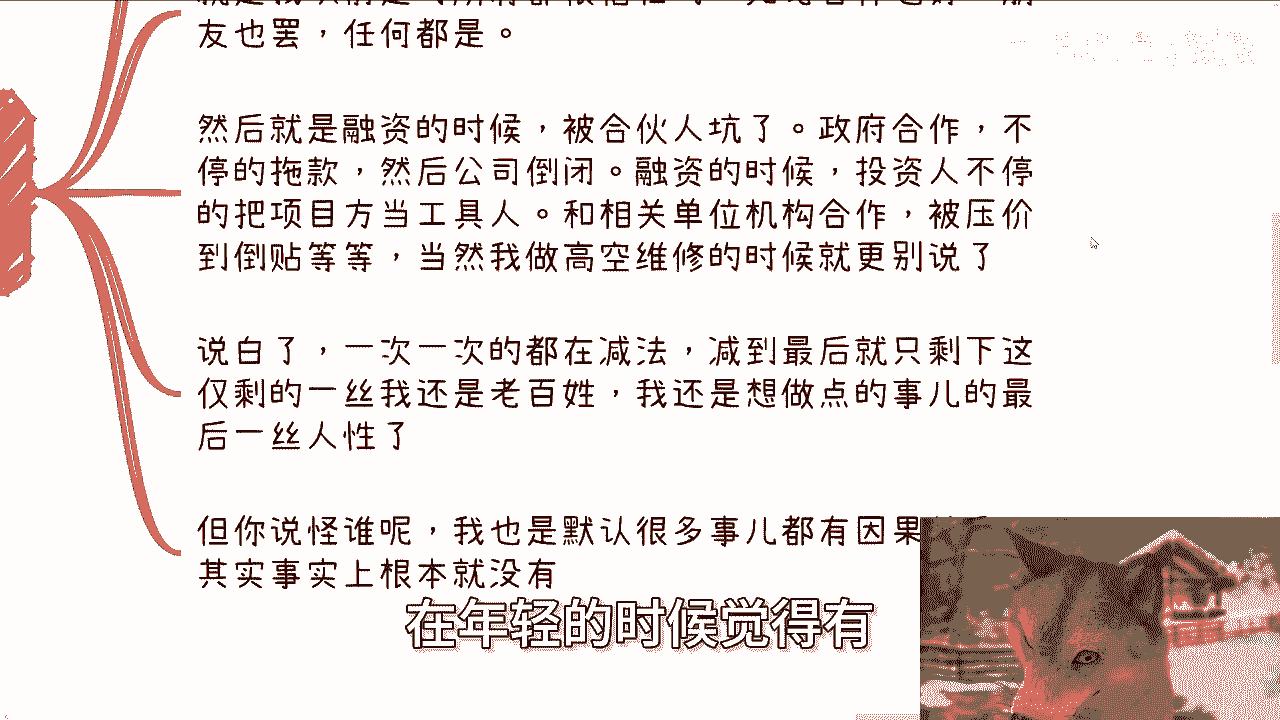 友也罢，任何都是。
然后就是融资的时候，被合伙人坑了。政府合作，不
停的拖款，然后公司倒闭。融资的时候，投资人不停
的把项目方当工具人。和相关单位机构合作，被压价
到倒贴等等，当然我做高空维修的时候就更别说了
说白了，一次一次的都在减法，减到最后就只剩下这
仅剩的一丝我还是老百姓，我还是想做点的事儿的最
后一丝人性了
但你说怪谁呢，我也是默认很多事儿都有因果
其实事实上根本就没有
在年轻的时候觉得有